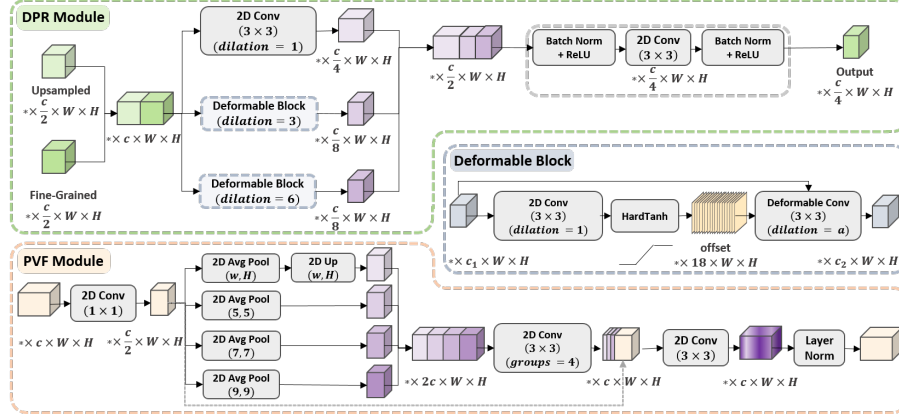 DPR Module
Upsampled
∗× c/2 × W × H
Fine-Grained
∗× c/2 × W × H
∗× c × W × H
2D Conv
(3 × 3)
(dilation = 1)
∗× c/4 × W × H
Deformable Block
(dilation = 3)
∗× c/8 × W × H
Deformable Block
(dilation = 6)
∗× c/8 × W × H
∗× c/2 × W × H
Batch Norm
+ ReLU
2D Conv
(3 × 3)
Batch Norm
+ ReLU
∗× c/4 × W × H
Output
∗× c/4 × W × H
Deformable Block
∗× c₁ × W × H
2D Conv
(3 × 3)
(dilation = 1)
HardTanh
offset
∗× 18 × W × H
Deformable Conv
(3 × 3)
(dilation = a)
∗× c₂ × W × H
PVF Module
∗× c × W × H
2D Conv
(1 × 1)
∗× c/2 × W × H
2D Avg Pool
(w, H)
2D Up
(w, H)
2D Avg Pool
(5, 5)
2D Avg Pool
(7, 7)
2D Avg Pool
(9, 9)
∗× 2c × W × H
2D Conv
(3 × 3)
(groups = 4)
∗× c × W × H
2D Conv
(3 × 3)
∗× c × W × H
Layer
Norm